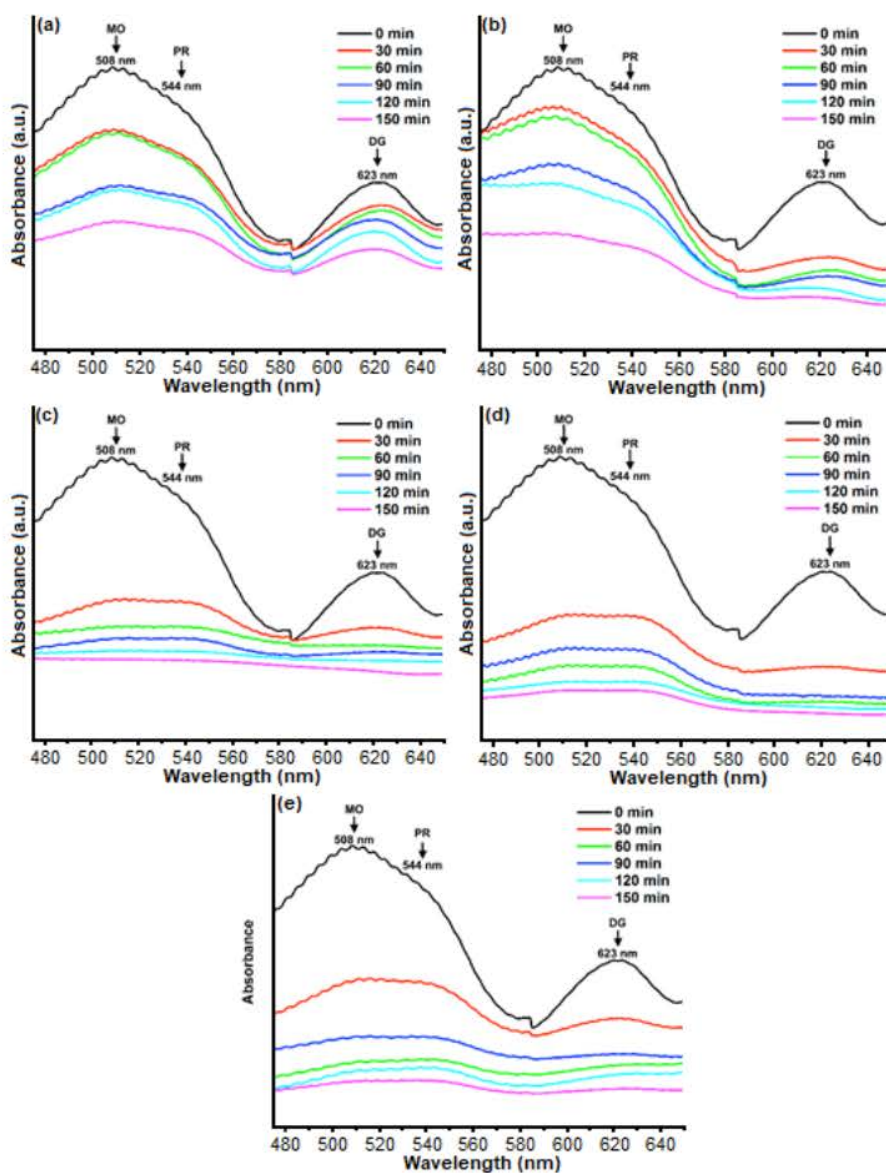 (a)
MO
508 nm
PR
544 nm
DG
623 nm
0 min
30 min
60 min
90 min
120 min
150 min
Absorbance (a.u.)
480 500 520 540 560 580 600 620 640
Wavelength (nm)
(b)
MO
508 nm
PR
544 nm
DG
623 nm
0 min
30 min
60 min
90 min
120 min
150 min
Absorbance (a.u.)
480 500 520 540 560 580 600 620 640
Wavelength (nm)
(c)
MO
508 nm
PR
544 nm
DG
623 nm
0 min
30 min
60 min
90 min
120 min
150 min
Absorbance (a.u.)
480 500 520 540 560 580 600 620 640
Wavelength (nm)
(d)
MO
508 nm
PR
544 nm
DG
623 nm
0 min
30 min
60 min
90 min
120 min
150 min
Absorbance (a.u.)
480 500 520 540 560 580 600 620 640
Wavelength (nm)
(e)
MO
508 nm
PR
544 nm
DG
623 nm
0 min
30 min
60 min
90 min
120 min
150 min
Absorbance
480 500 520 540 560 580 600 620 640
Wavelength (nm)